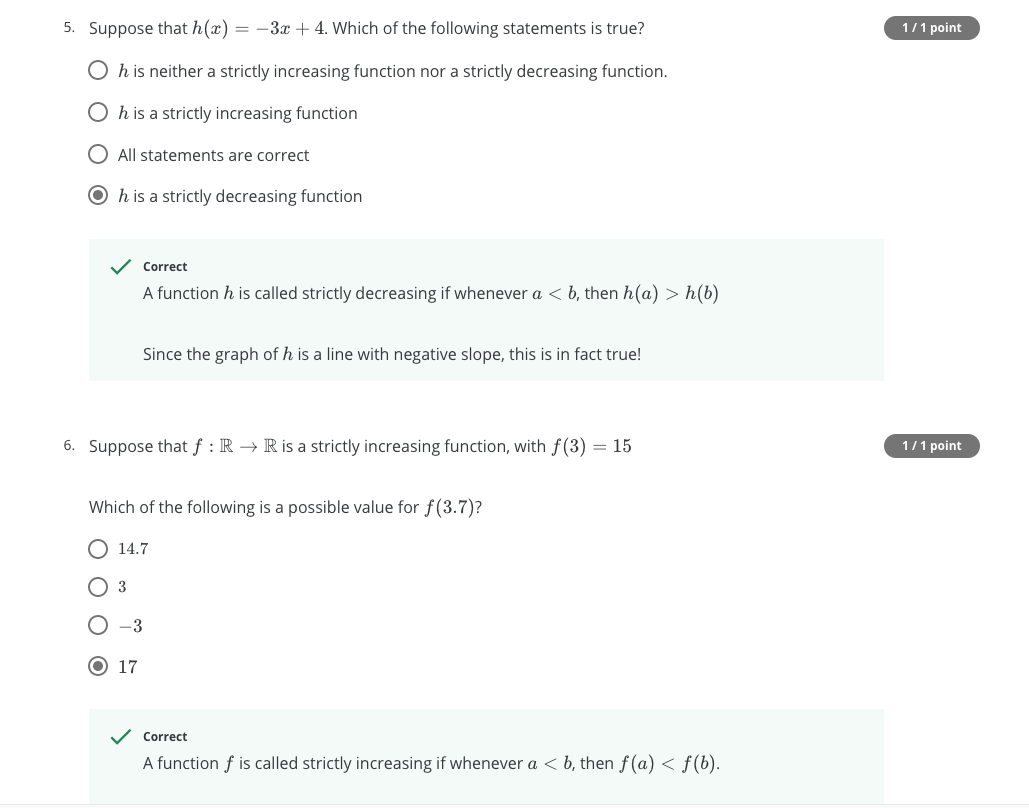 5. Suppose that h(x) = −3x + 4. Which of the following statements is true?
1 / 1 point
h is neither a strictly increasing function nor a strictly decreasing function.
h is a strictly increasing function
All statements are correct
h is a strictly decreasing function
Correct
A function h is called strictly decreasing if whenever a < b, then h(a) > h(b)
Since the graph of h is a line with negative slope, this is in fact true!
6. Suppose that f : ℝ → ℝ is a strictly increasing function, with f(3) = 15
1 / 1 point
Which of the following is a possible value for f(3.7)?
14.7
3
−3
17
Correct
A function f is called strictly increasing if whenever a < b, then f(a) < f(b).